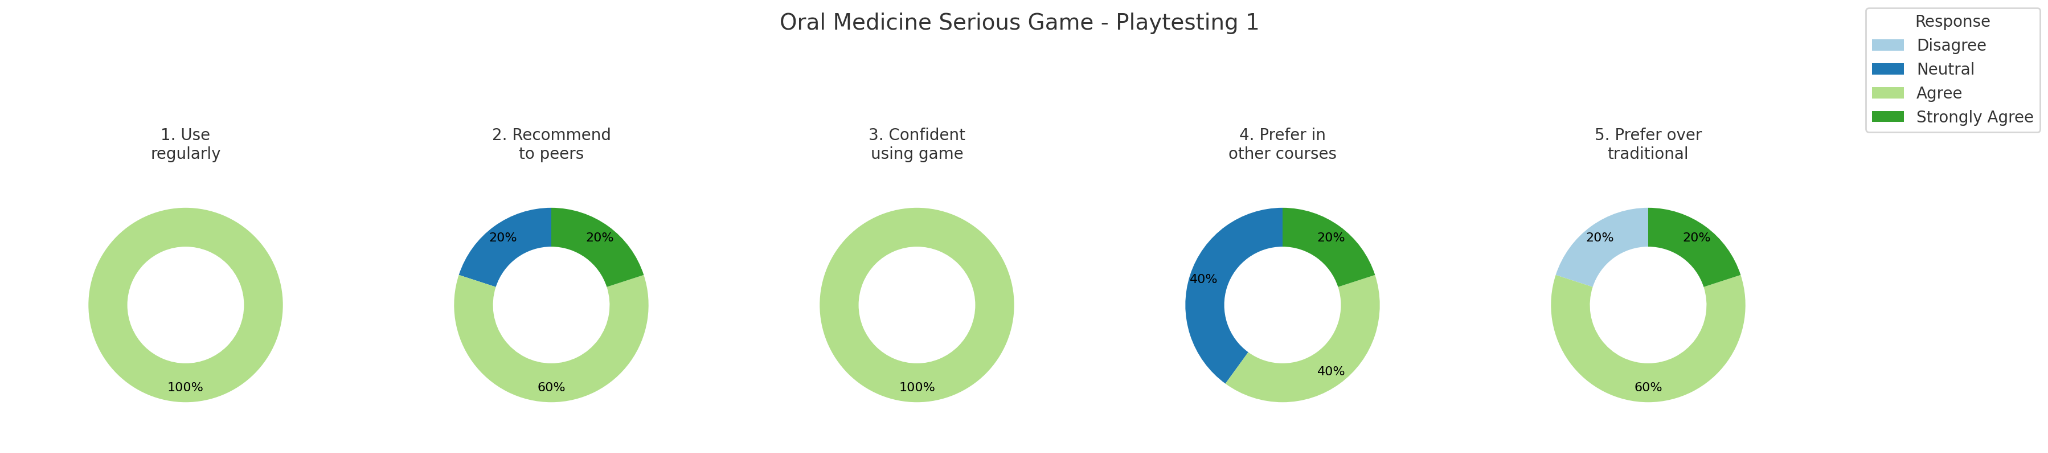 Oral Medicine Serious Game - Playtesting 1
Response
Disagree
Neutral
Agree
Strongly Agree
1. Use
regularly
100%
2. Recommend
to peers
20%
20%
60%
3. Confident
using game
100%
4. Prefer in
other courses
20%
40%
40%
5. Prefer over
traditional
20%
20%
60%